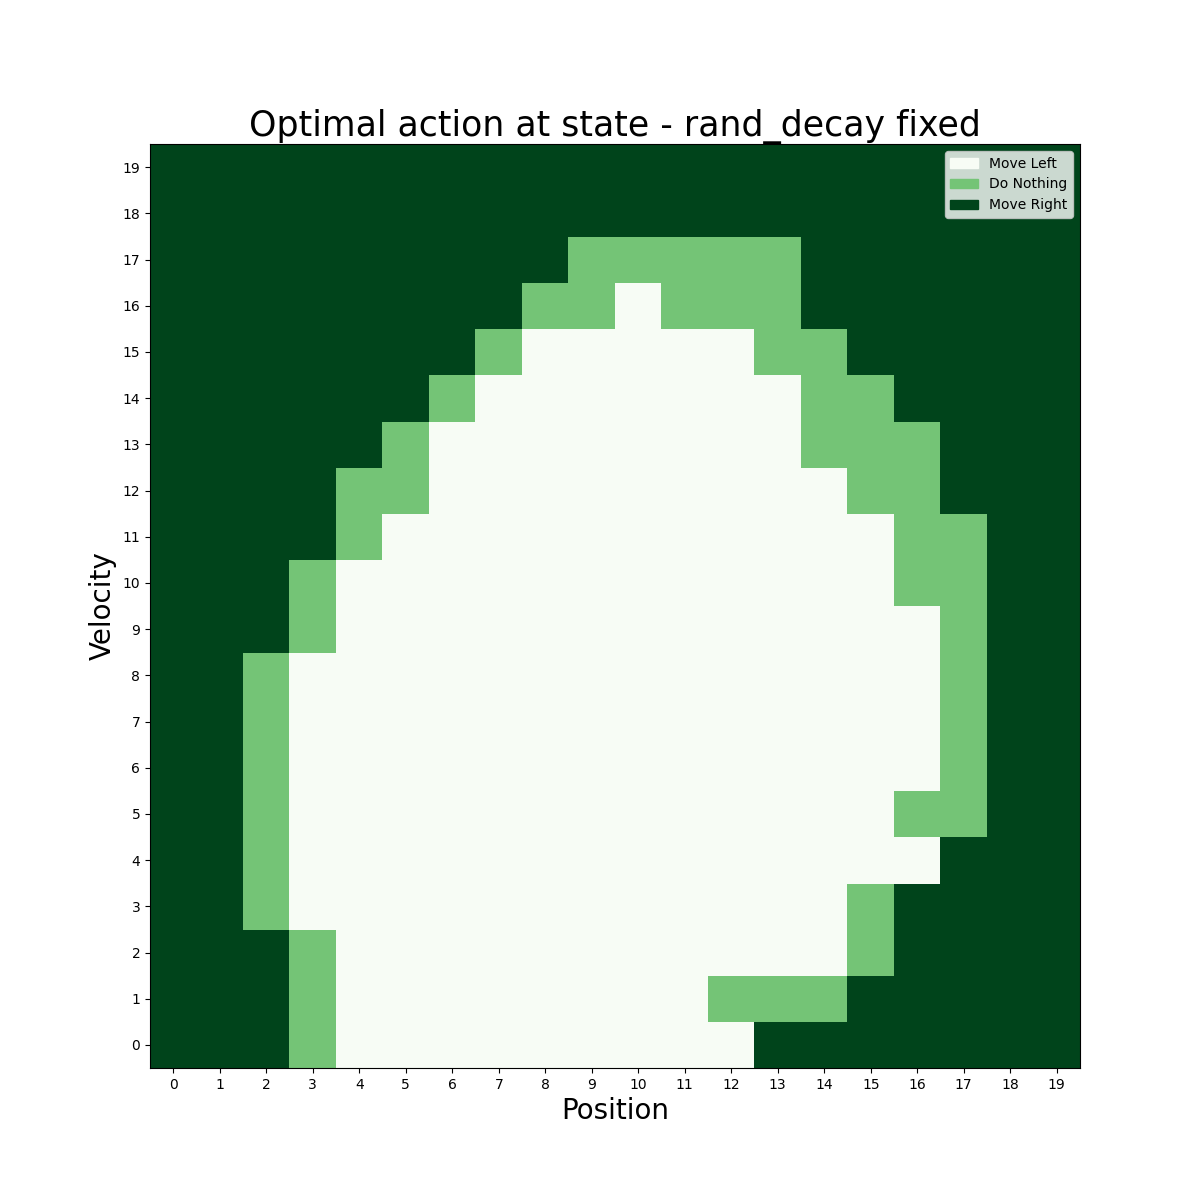 Optimal action at state - rand_decay fixed
Move Left
Do Nothing
Move Right
Velocity
19
18
17
16
15
14
13
12
11
10
9
8
7
6
5
4
3
2
1
0
0 1 2 3 4 5 6 7 8 9 10 11 12 13 14 15 16 17 18 19
Position